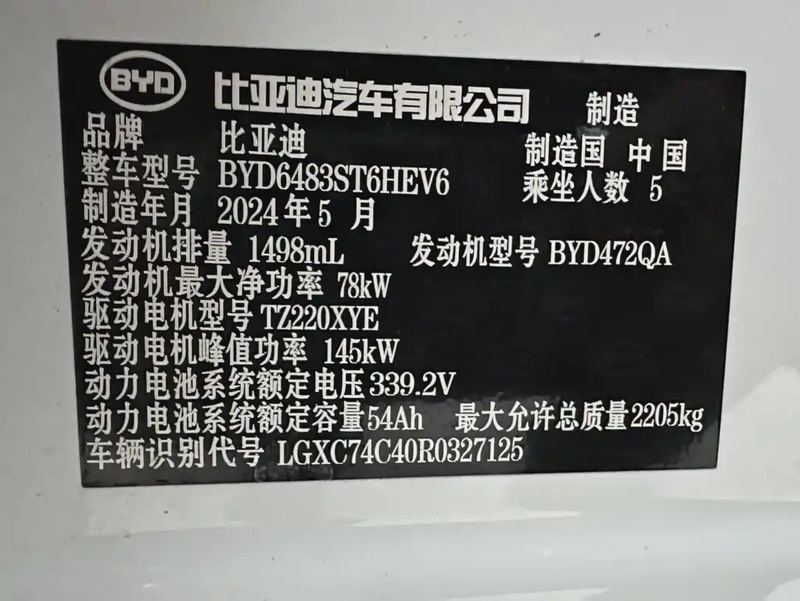 BYD 比亚迪汽车有限公司 制造
品牌 比亚迪 制造国 中国
整车型号 BYD6483ST6HEV6 乘坐人数 5
制造年月 2024年5月
发动机排量 1498mL 发动机型号 BYD472QA
发动机最大净功率 78kW
驱动电机型号 TZ220XYE
驱动电机峰值功率 145kW
动力电池系统额定电压 339.2V
动力电池系统额定容量 54Ah 最大允许总质量 2205kg
车辆识别代号 LGXC74C40R0327125